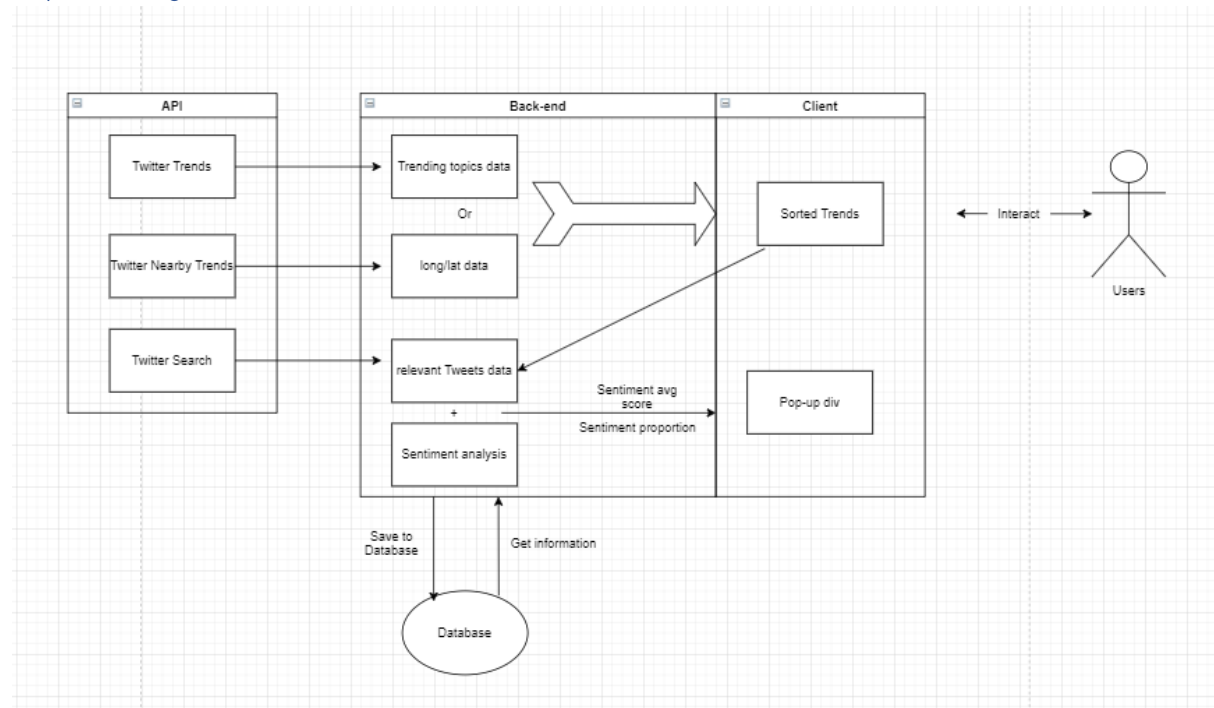 API
Twitter Trends
Twitter Nearby Trends
Twitter Search
Back-end
Trending topics data
Or
long/lat data
relevant Tweets data
+
Sentiment analysis
Sentiment avg
score
Sentiment proportion
Client
Sorted Trends
Pop-up div
Interact
Users
Save to
Database
Get information
Database